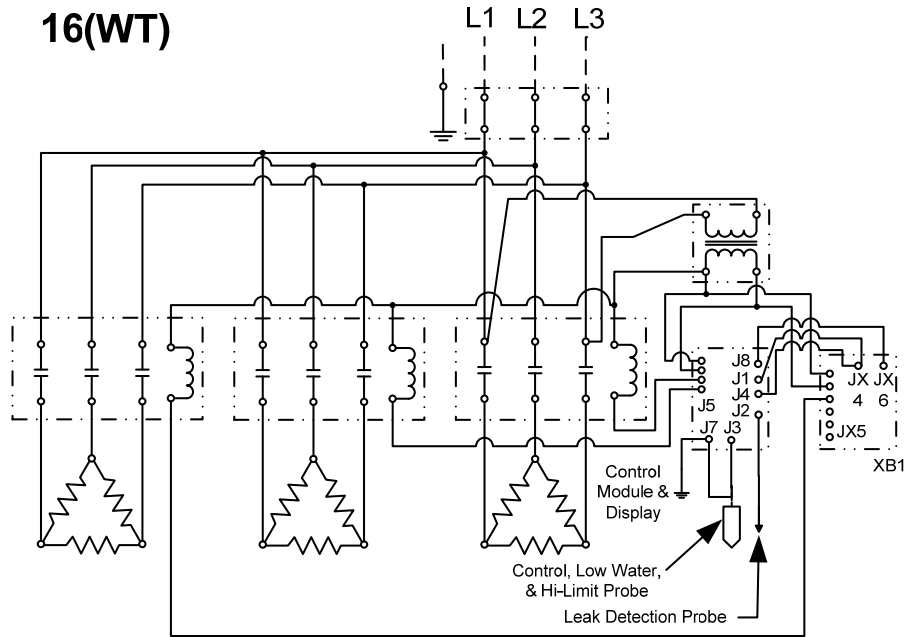 16(WT)
L1 L2 L3
J8
J1
J4
J2
J5
J7 J3
JX JX
4 6
JX5
XB1
Control
Module &
Display
Control, Low Water,
& Hi-Limit Probe
Leak Detection Probe